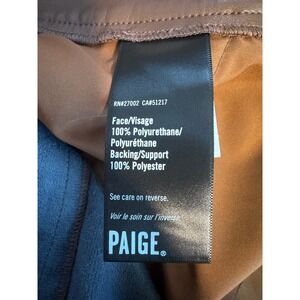 RN#27002 CA#51217
Face/Visage
100% Polyurethane/
Polyuréthane
Backing/Support
100% Polyester
See care on reverse.
Voir le soin sur l'inverse.
PAIGE®